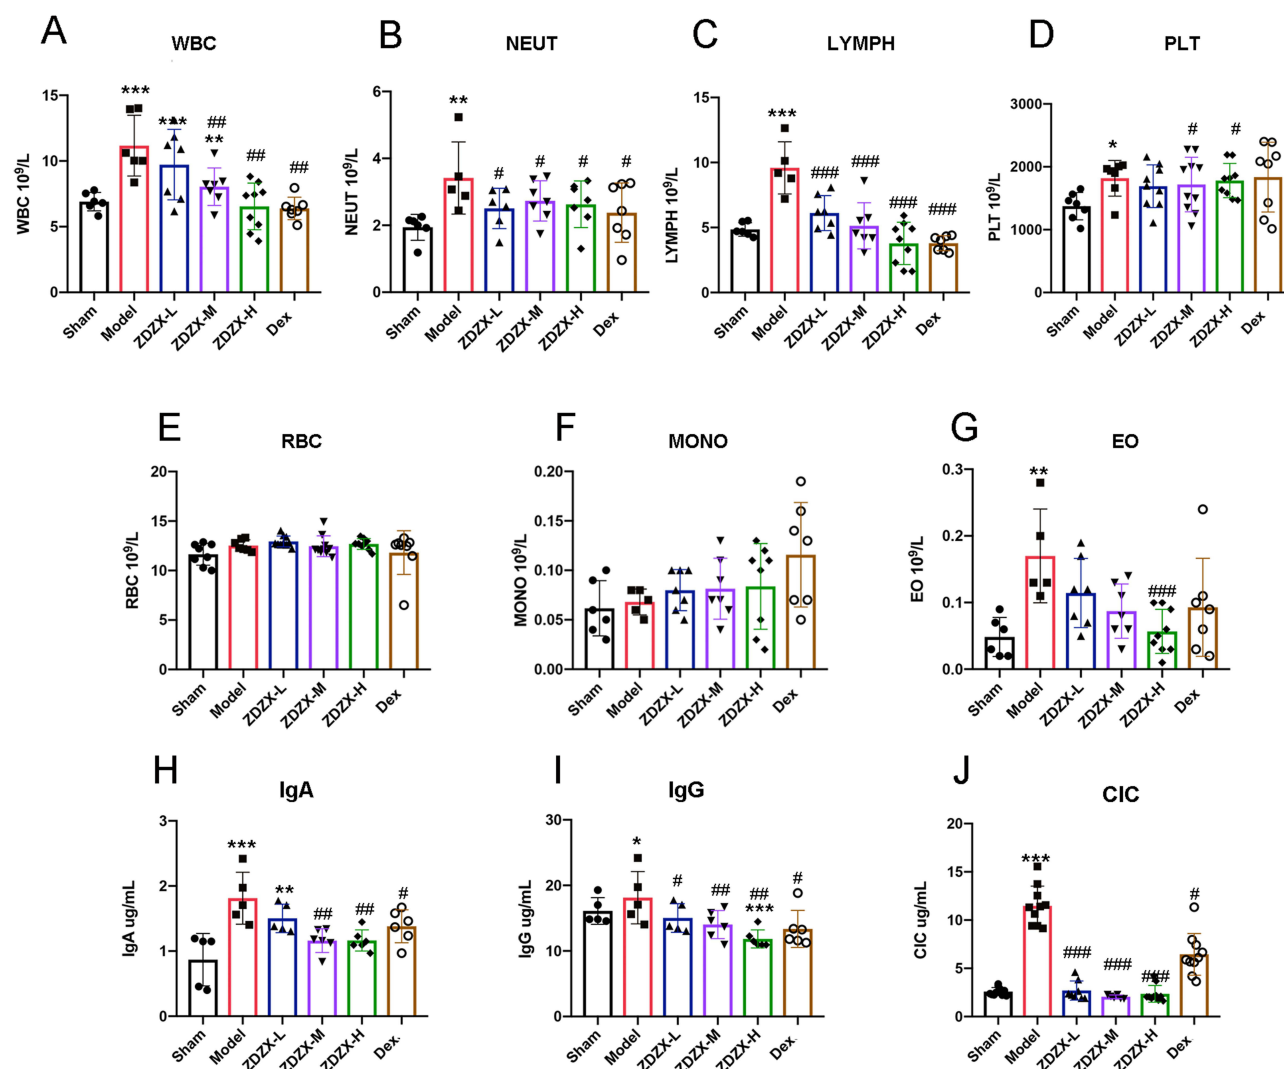 A
WBC
WBC 10⁹/L
15
10
5
0
***
***
##
**
##
##
Sham
Model
ZDZX-L
ZDZX-M
ZDZX-H
Dex
B
NEUT
NEUT 10⁹/L
6
4
2
0
**
#
#
#
#
Sham
Model
ZDZX-L
ZDZX-M
ZDZX-H
Dex
C
LYMPH
LYMPH 10⁹/L
15
10
5
0
***
###
###
###
###
Sham
Model
ZDZX-L
ZDZX-M
ZDZX-H
Dex
D
PLT
PLT 10⁹/L
3000
2000
1000
0
*
#
#
Sham
Model
ZDZX-L
ZDZX-M
ZDZX-H
Dex
E
RBC
RBC 10⁹/L
20
15
10
5
0
Sham
Model
ZDZX-L
ZDZX-M
ZDZX-H
Dex
F
MONO
MONO 10⁹/L
0.20
0.15
0.10
0.05
0.00
Sham
Model
ZDZX-L
ZDZX-M
ZDZX-H
Dex
G
EO
EO 10⁹/L
0.3
0.2
0.1
0.0
**
###
Sham
Model
ZDZX-L
ZDZX-M
ZDZX-H
Dex
H
IgA
IgA ug/mL
3
2
1
0
***
**
##
##
#
Sham
Model
ZDZX-L
ZDZX-M
ZDZX-H
Dex
I
IgG
IgG ug/mL
30
20
10
0
*
#
##
##
***
#
Sham
Model
ZDZX-L
ZDZX-M
ZDZX-H
Dex
J
CIC
CIC ug/mL
20
15
10
5
0
***
###
###
###
#
Sham
Model
ZDZX-L
ZDZX-M
ZDZX-H
Dex